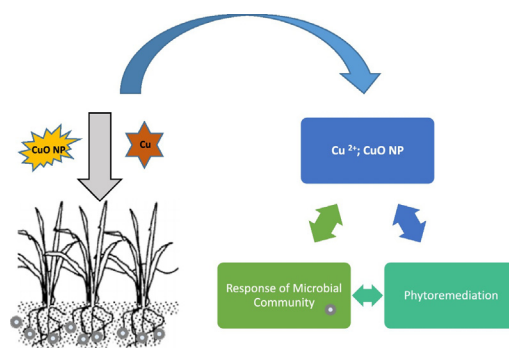 CuO NP
Cu
Cu 2+; CuO NP
Response of Microbial
Community
Phytoremediation